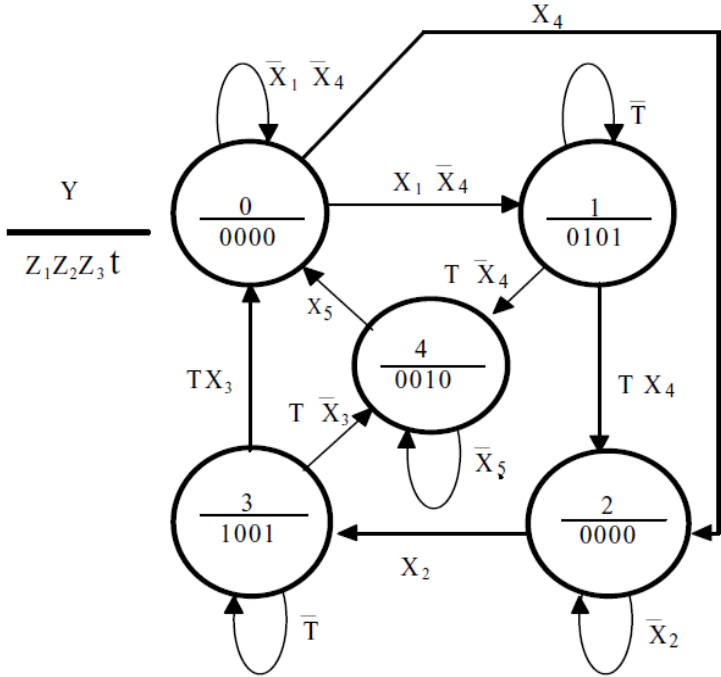 X₄
X̅₁ X̅₄
T̅
Y
Z₁Z₂Z₃ t
0
0000
X₁ X̅₄
1
0101
T X̅₄
X₅
4
0010
T X₃
T X̅₃
T X₄
X̅₅
3
1001
X₂
2
0000
T̅
X̅₂